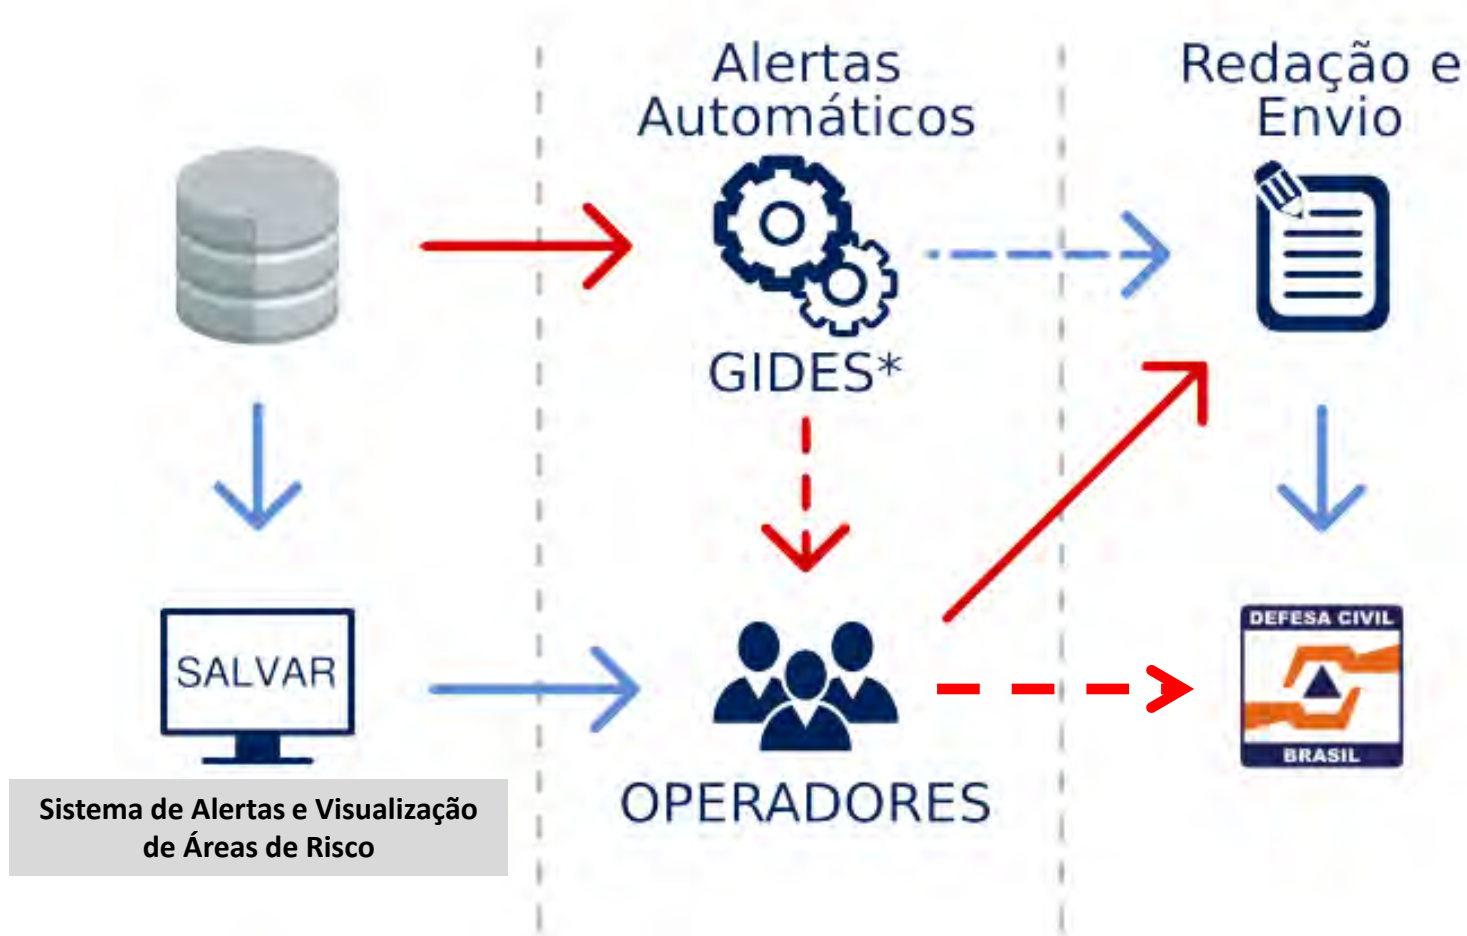 Alertas
Automáticos
Redação e
Envio
GIDES*
SALVAR
Sistema de Alertas e Visualização
de Áreas de Risco
OPERADORES
DEFESA CIVIL
BRASIL